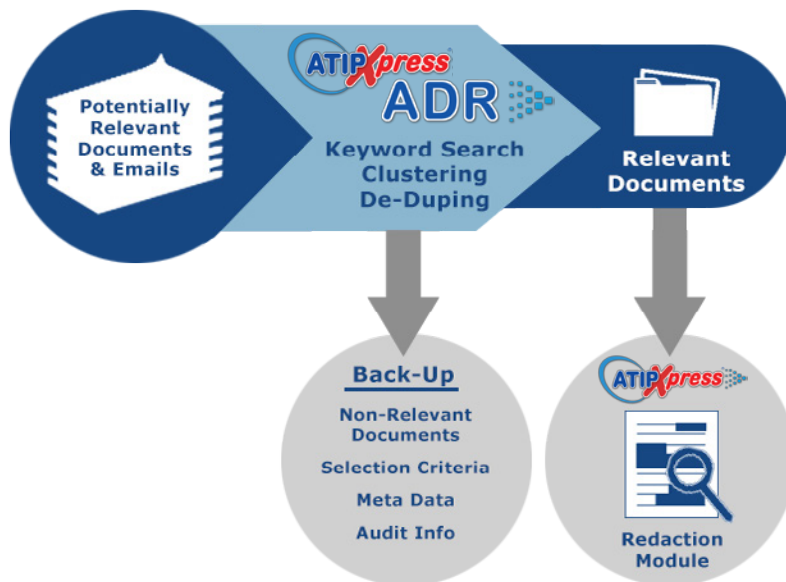 Potentially
Relevant
Documents
& Emails
ATIPXpress
ADR
Keyword Search
Clustering
De-Duping
Relevant
Documents
Back-Up
Non-Relevant
Documents
Selection Criteria
Meta Data
Audit Info
ATIPXpress
Redaction
Module